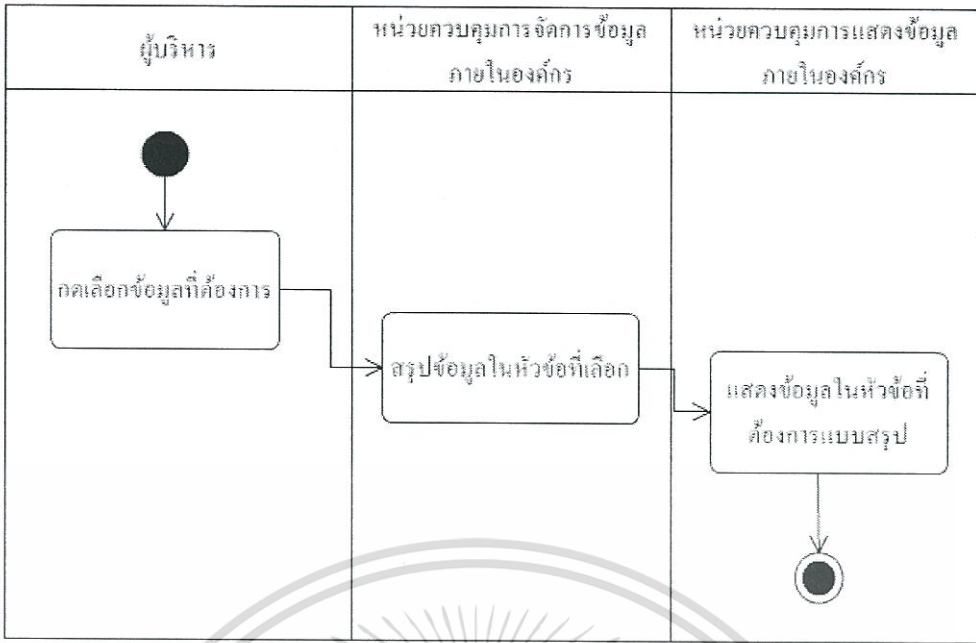 ผู้บริหาร
หน่วยควบคุมการจัดการข้อมูล
ภายในองค์กร
หน่วยควบคุมการแสดงข้อมูล
ภายในองค์กร
กดเลือกข้อมูลที่ต้องการ
สรุปข้อมูลในหัวข้อที่เลือก
แสดงข้อมูลในหัวข้อที่
ต้องการแบบสรุป